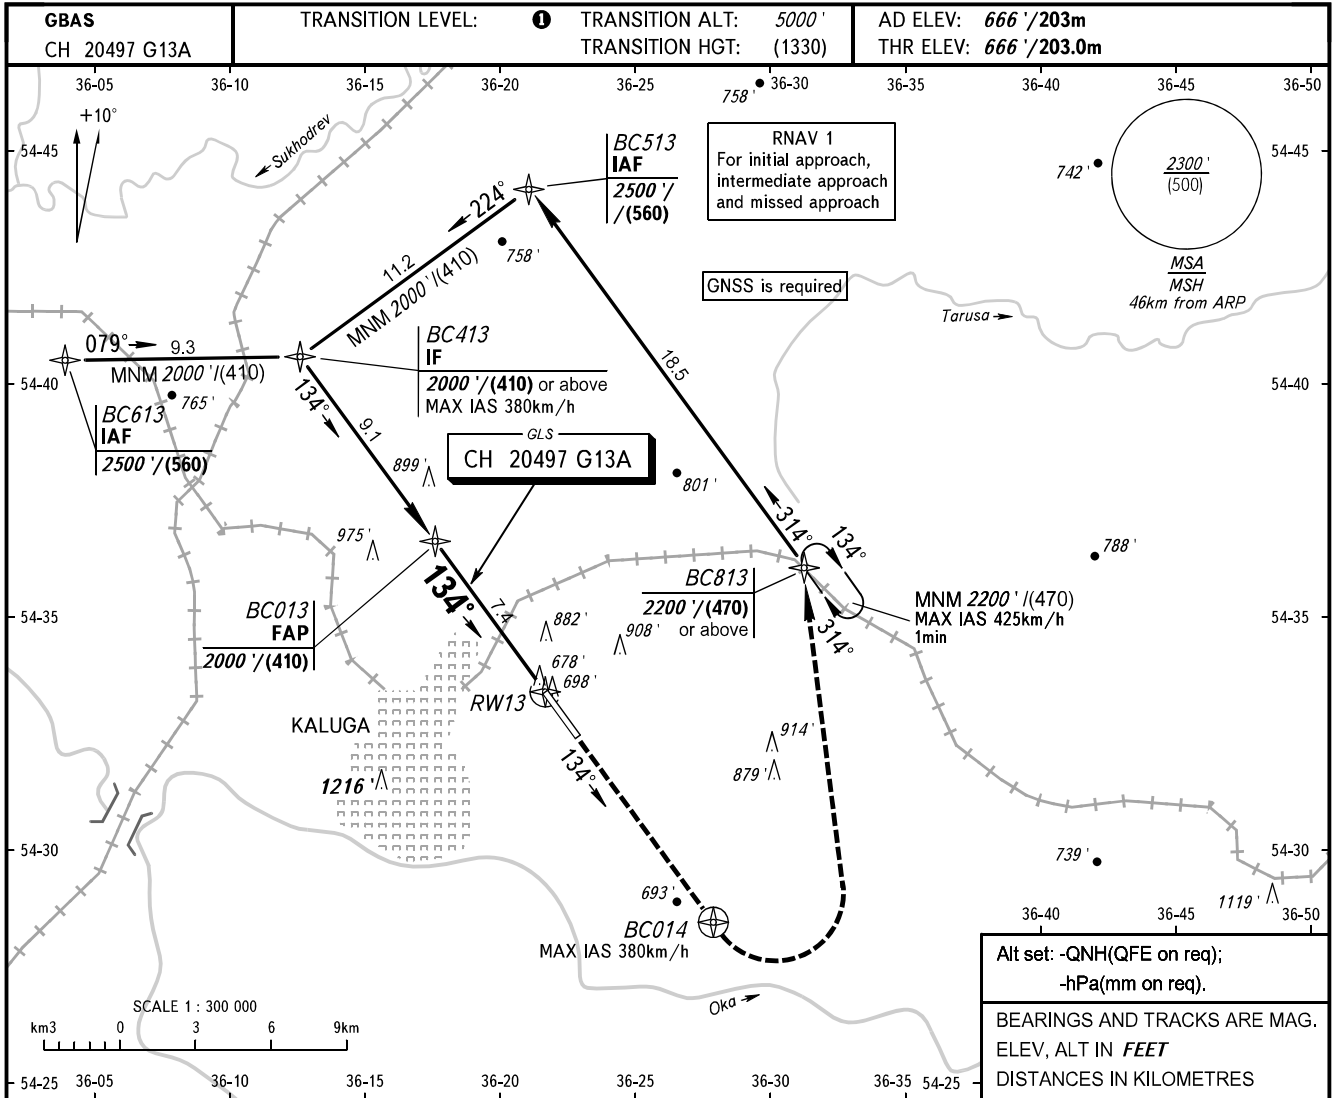 GBAS
CH 20497 G13A
TRANSITION LEVEL: 1
TRANSITION ALT: 5000 '
TRANSITION HGT: (1330)
AD ELEV: 666 '/203m
THR ELEV: 666 '/203.0m
36-05 36-10 36-15 36-20 36-25 36-30 36-35 36-40 36-45 36-50
+10°
Sukhodrev
758 '
54-45
54-45
BC513
IAF
2500 '/
/(560)
RNAV 1
For initial approach,
intermediate approach
and missed approach
742 '
2300 '
(500)
MSA
MSH
46km from ARP
224°
758 '
11.2
MNM 2000 '/(410)
GNSS is required
Tarusa
079°
9.3
MNM 2000 '/(410)
BC413
IF
2000 '/(410) or above
MAX IAS 380km/h
18.5
54-40
54-40
765 '
BC613
IAF
2500 '/(560)
134°
9.1
GLS
CH 20497 G13A
899 '
801 '
975 '
314°
134°
788 '
BC813
2200 '/(470)
or above
MNM 2200 '/(470)
MAX IAS 425km/h
1min
314°
134°
7.4
BC013
FAP
2000 '/(410)
54-35
54-35
882 '
908 '
678 '
698 '
RW13
KALUGA
1216 '
134°
914 '
879 '
54-30
54-30
739 '
1119 '
693 '
BC014
MAX IAS 380km/h
36-40 36-45 36-50
Oka
Alt set: -QNH(QFE on req);
-hPa(mm on req).
SCALE 1 : 300 000
km3 0 3 6 9km
BEARINGS AND TRACKS ARE MAG.
ELEV, ALT IN FEET
DISTANCES IN KILOMETRES
54-25 36-05 36-10 36-15 36-20 36-25 36-30 36-35 54-25